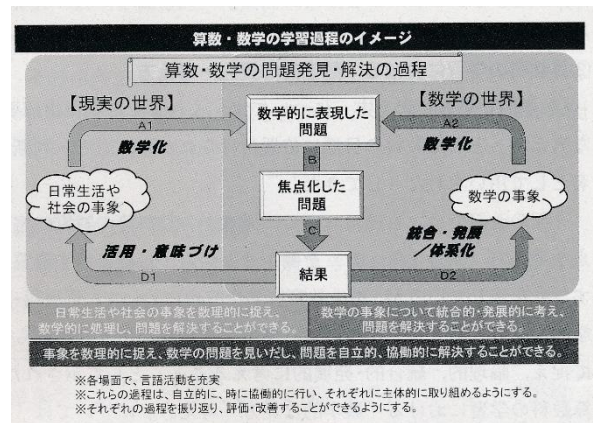 算数・数学の学習過程のイメージ
算数・数学の問題発見・解決の過程
【現実の世界】
【数学の世界】
数学的に表現した
問題
A1
A2
数学化
数学化
B
日常生活や
社会の事象
焦点化した
問題
数学の事象
C
活用・意味づけ
統合・発展
/体系化
D1
結果
D2
日常生活や社会の事象を数理的に捉え、
数学的に処理し、問題を解決することができる。
数学の事象について統合的・発展的に考え、
問題を解決することができる。
事象を数理的に捉え、数学の問題を見いだし、問題を自立的、協働的に解決することができる。
※各場面で、言語活動を充実
※これらの過程は、自立的に、時に協働的に行い、それぞれに主体的に取り組めるようにする。
※それぞれの過程を振り返り、評価・改善することができるようにする。